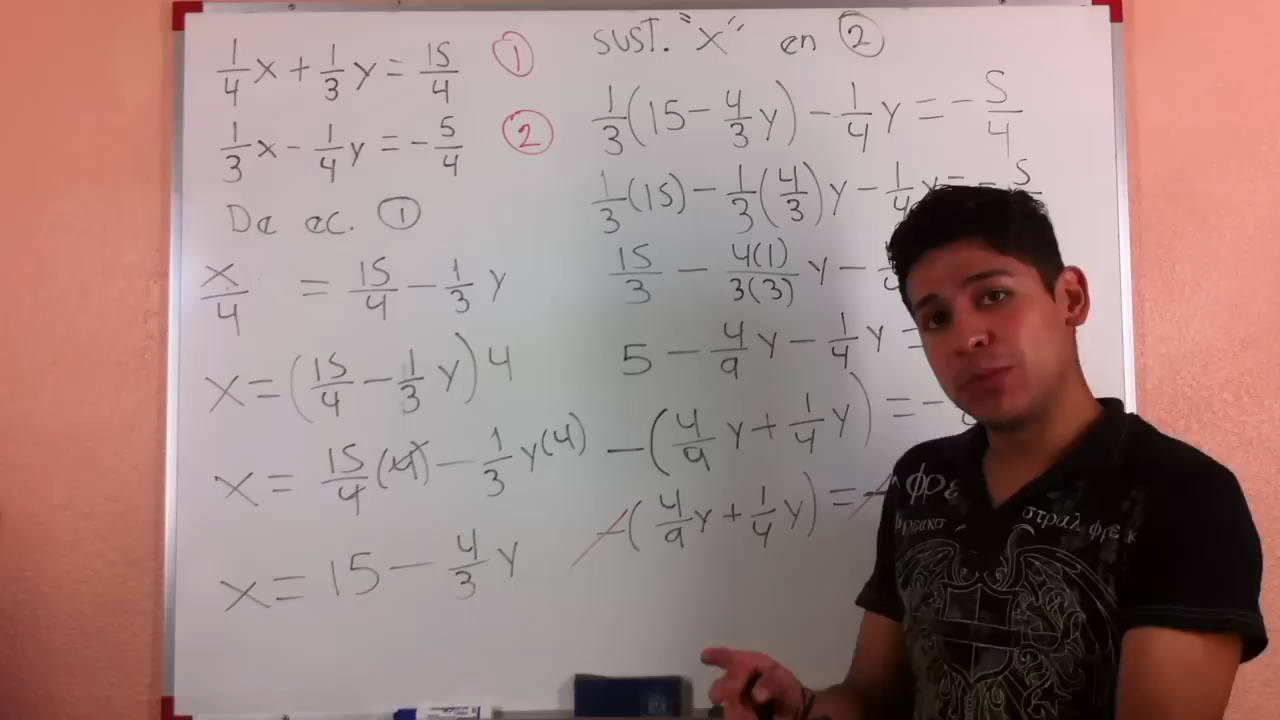 1/4 x + 1/3 y = 15/4 ①
1/3 x - 1/4 y = - 5/4 ②
De ec. ①
x/4 = 15/4 - 1/3 y
x = (15/4 - 1/3 y) 4
x = 15/4 (4) - 1/3 y(4)
x = 15 - 4/3 y
SUST. "X" en ②
1/3 (15 - 4/3 y) - 1/4 y = - 5/4
1/3 (15) - 1/3 (4/3) y - 1/4 y = - 5
15/3 - 4(1)/3(3) y -
5 - 4/9 y - 1/4 y =
- (4/9 y + 1/4 y) = -
- (4/9 y + 1/4 y) = -
φρε
στραλ φρε κ